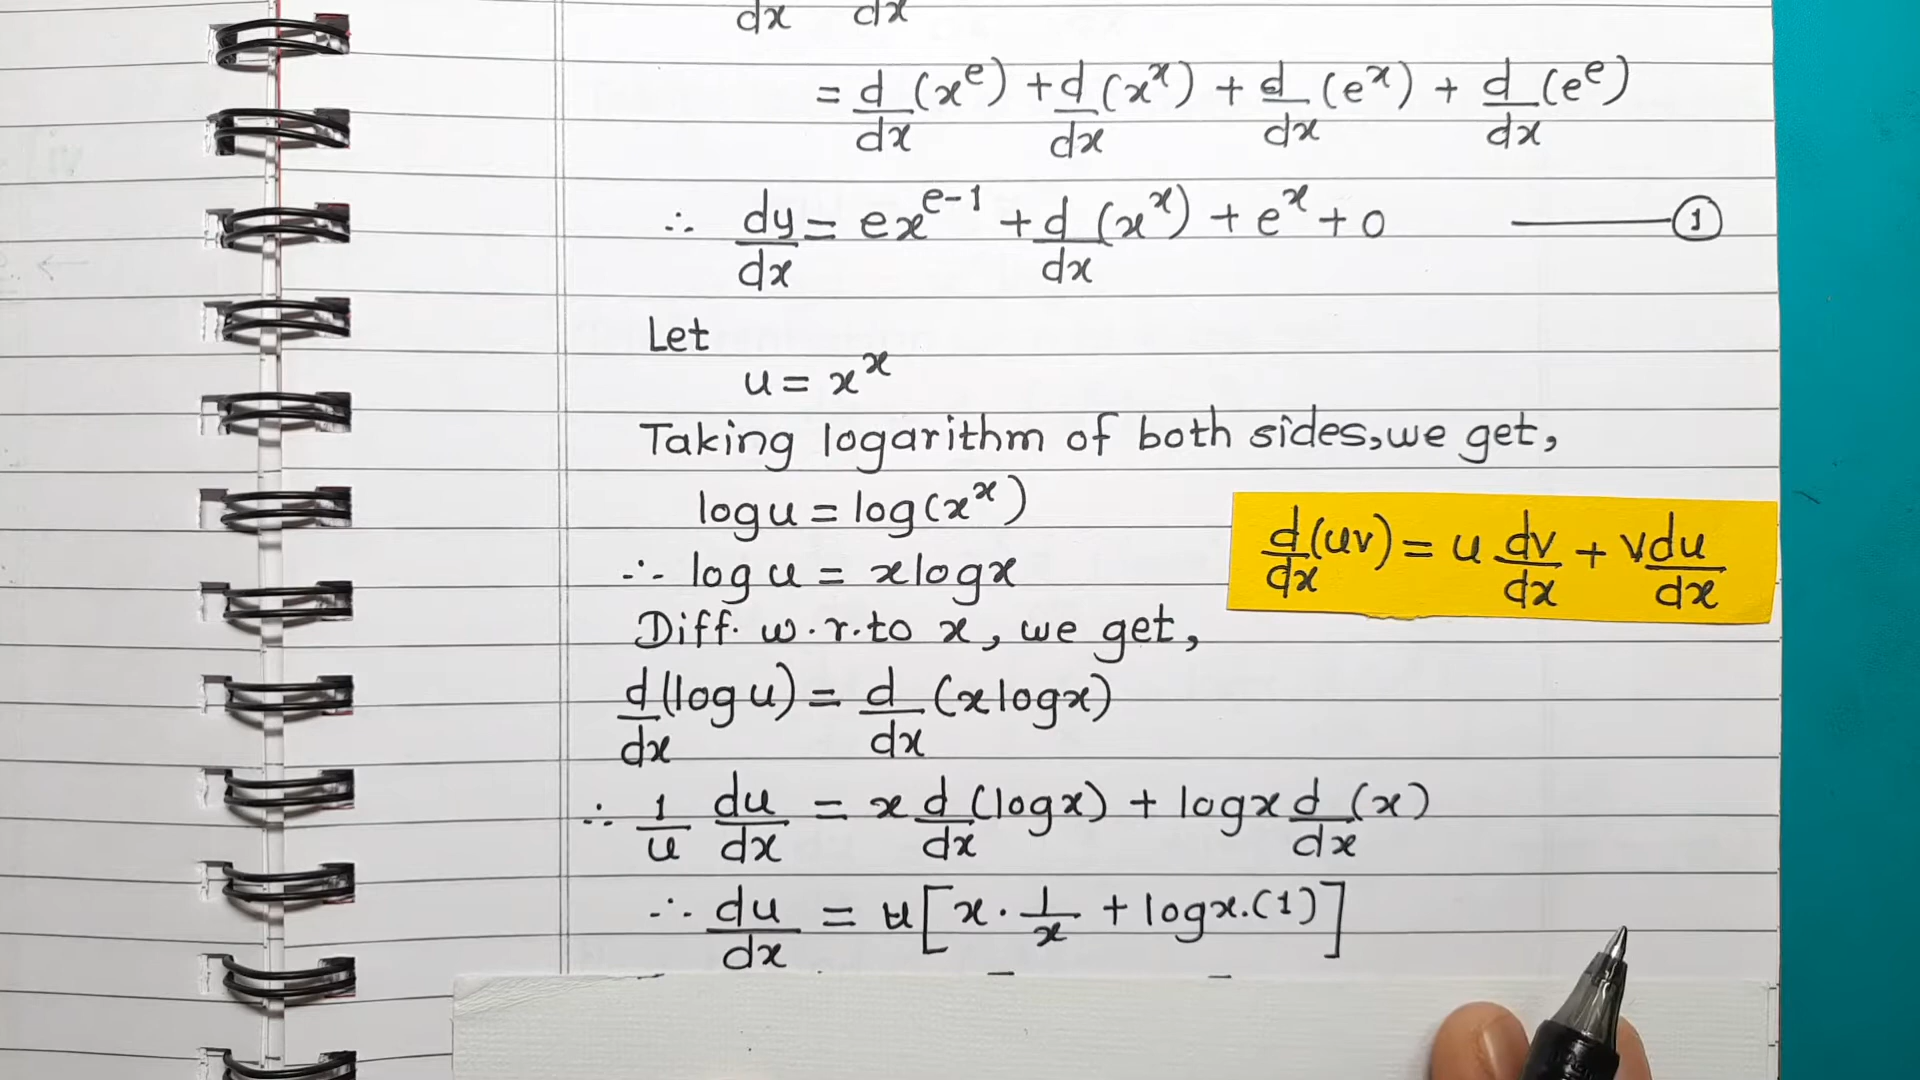 dx dx
= d/dx (x^e) + d/dx (x^x) + d/dx (e^x) + d/dx (e^e)
∴ dy/dx = ex^(e-1) + d/dx (x^x) + e^x + 0 ——— ①
Let
u = x^x
Taking logarithm of both sides, we get,
log u = log(x^x)
∴ log u = x log x
d/dx (uv) = u dv/dx + v du/dx
Diff. w.r.to x, we get,
d/dx (log u) = d/dx (x log x)
∴ 1/u du/dx = x d/dx (log x) + log x d/dx (x)
∴ du/dx = u[x · 1/x + log x.(1)]